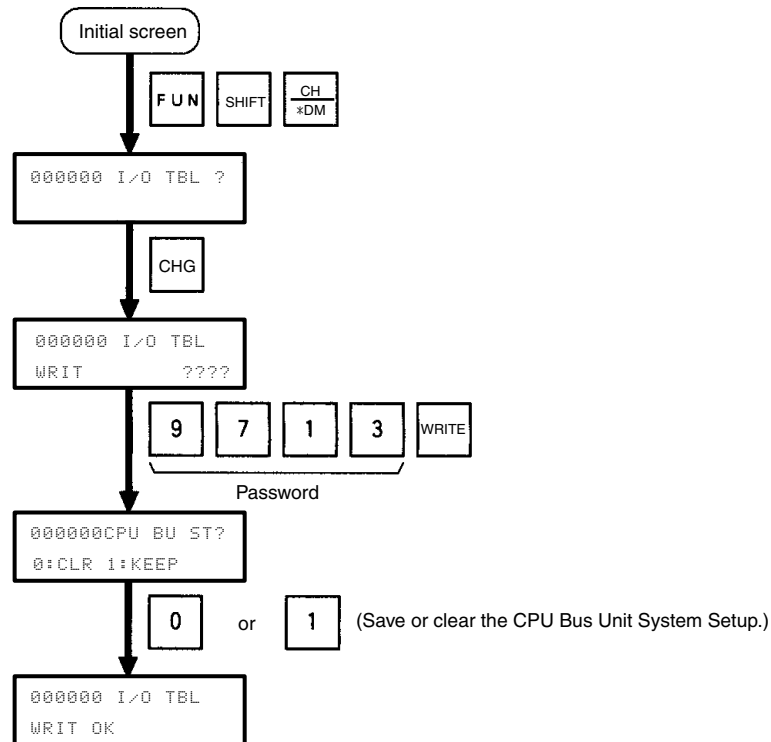 Initial screen
FUN SHIFT CH
*DM
000000 I/O TBL ?
CHG
000000 I/O TBL
WRIT ????
9 7 1 3 WRITE
Password
000000CPU BU ST?
0:CLR 1:KEEP
0 or 1 (Save or clear the CPU Bus Unit System Setup.)
000000 I/O TBL
WRIT OK